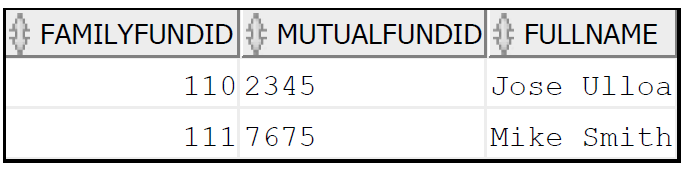 FAMILYFUNDID MUTUALFUNDID FULLNAME
110 2345 Jose Ulloa
111 7675 Mike Smith